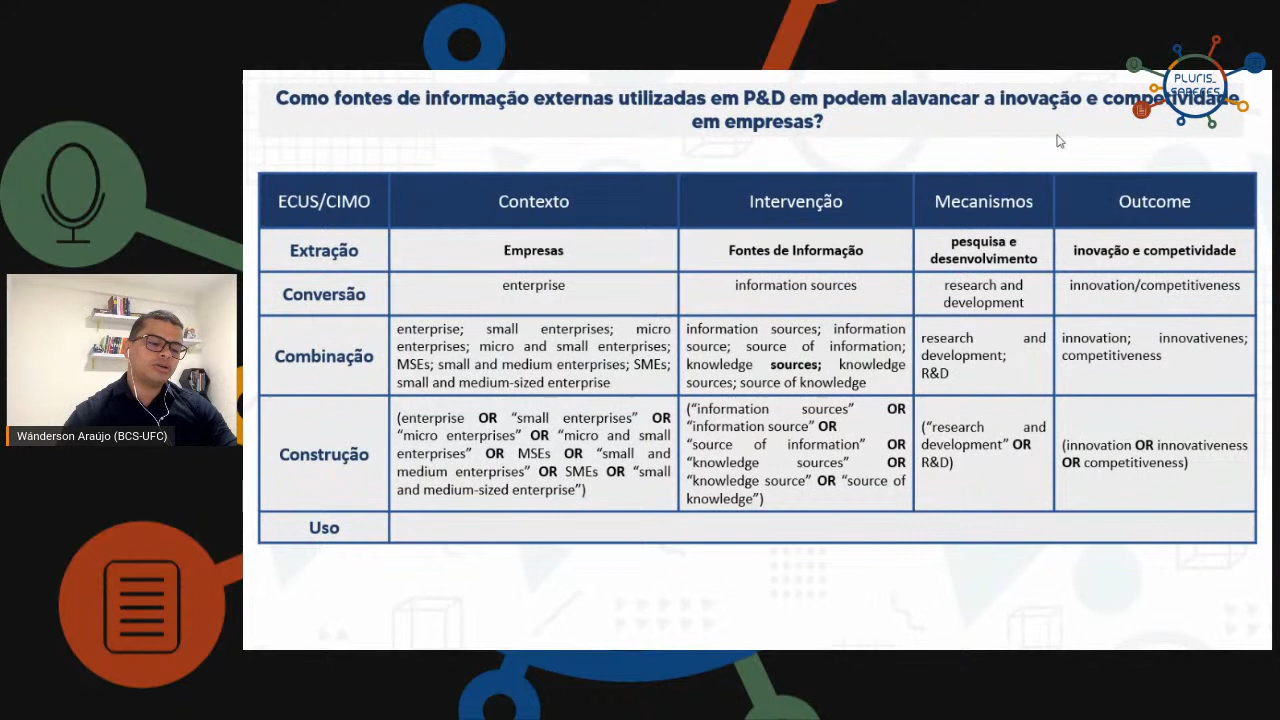 Como fontes de informação externas utilizadas em P&D em podem alavancar a inovação e competividade
em empresas?
PLURIS_
ECUS/CIMO
Contexto
Intervenção
Mecanismos
Outcome
Extração
Empresas
Fontes de Informação
pesquisa e
desenvolvimento
inovação e competividade
Conversão
enterprise
information sources
research and
development
innovation/competitiveness
Combinação
enterprise; small enterprises; micro
enterprises; micro and small enterprises;
MSEs; small and medium enterprises; SMEs;
small and medium-sized enterprise
information sources; information
source; source of information;
knowledge sources; knowledge
sources; source of knowledge
research and
development;
R&D
innovation; innovativenes;
competitiveness
Construção
(enterprise OR “small enterprises” OR
“micro enterprises” OR “micro and small
enterprises” OR MSEs OR “small and
medium enterprises” OR SMEs OR “small
and medium-sized enterprise”)
(“information sources” OR
“information source” OR
“source of information” OR
“knowledge sources” OR
“knowledge source” OR “source of
knowledge”)
(“research and
development” OR
R&D)
(innovation OR innovativeness
OR competitiveness)
Uso
Wánderson Araújo (BCS-UFC)